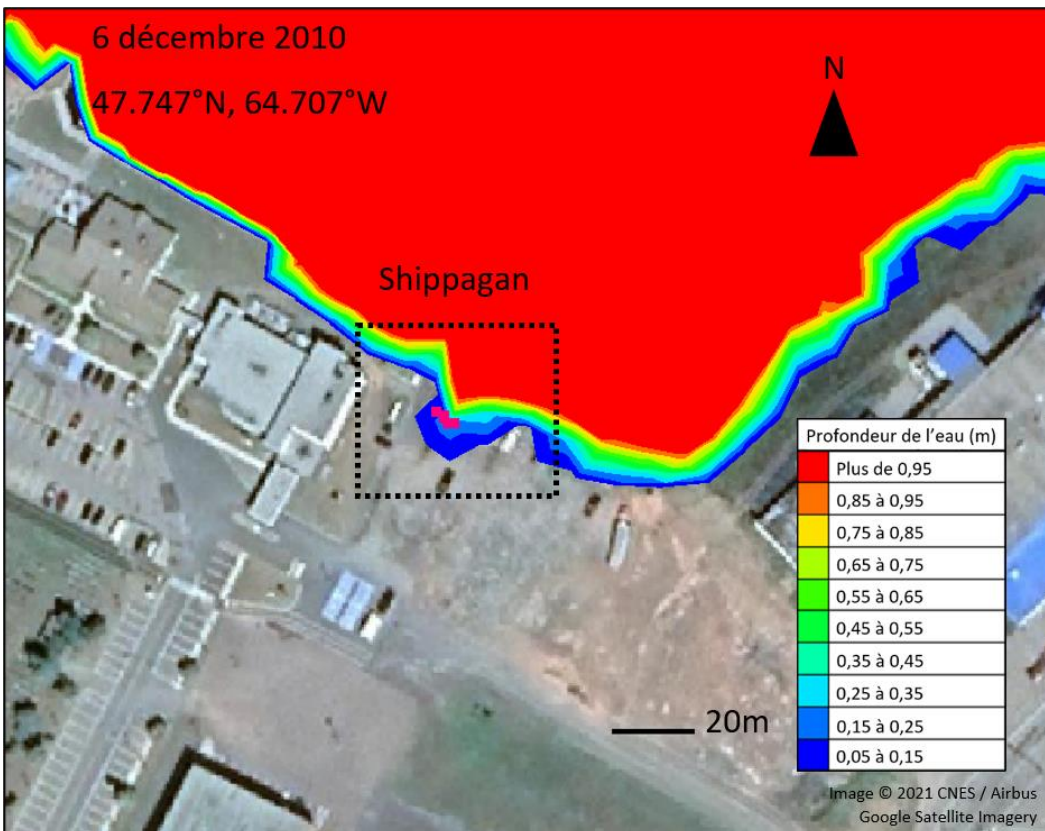 6 décembre 2010
47.747°N, 64.707°W
N
Shippagan
Profondeur de l'eau (m)
Plus de 0,95
0,85 à 0,95
0,75 à 0,85
0,65 à 0,75
0,55 à 0,65
0,45 à 0,55
0,35 à 0,45
0,25 à 0,35
0,15 à 0,25
0,05 à 0,15
20m
Image © 2021 CNES / Airbus
Google Satellite Imagery